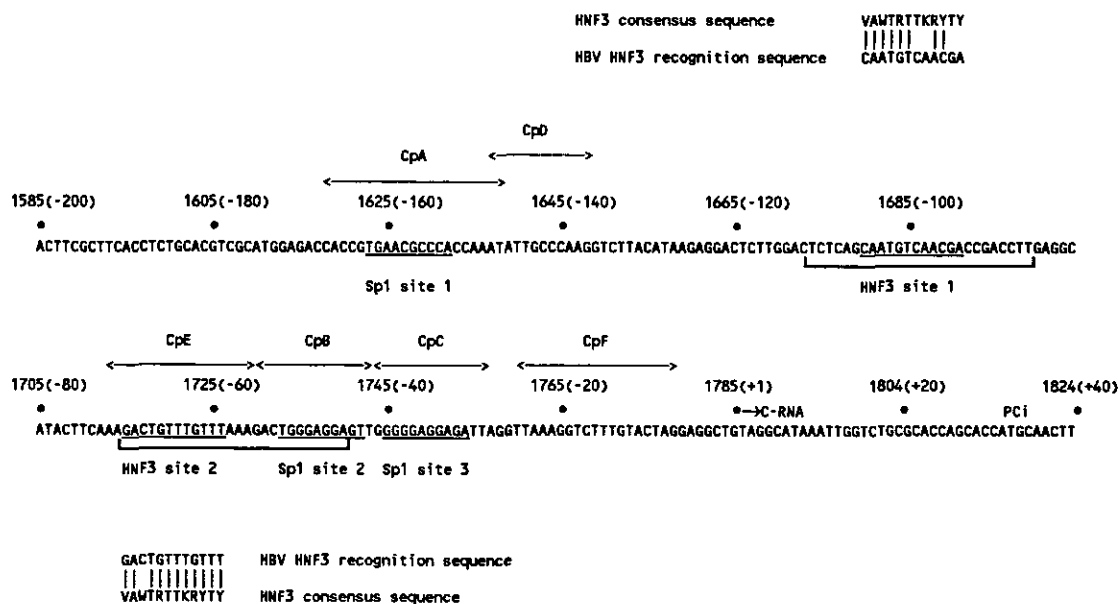 HNF3 consensus sequence VAWTRTTKRYTY
HBV HNF3 recognition sequence CAATGTCAACGA
CpD
CpA
1585(-200) 1605(-180) 1625(-160) 1645(-140) 1665(-120) 1685(-100)
ACTTCGCTTCACCTCTGCACGTCGCATGGAGACCACCGTGAACGCCCACCAAATATTGCCCAAGGTCTTACATAAGAGGACTCTTGGACTCTCAGCAATGTCAACGACCGACCTTGAGGC
Sp1 site 1 HNF3 site 1
CpE CpB CpC CpF
1705(-80) 1725(-60) 1745(-40) 1765(-20) 1785(+1) 1804(+20) 1824(+40)
→C-RNA PCi
ATACTTCAAAGACTGTTTGTTTAAAGACTGGGAGGAGTTGGGGGAGGAGATTAGGTTAAAGGTCTTTGTACTAGGAGGCTGTAGGCATAAATTGGTCTGCGCACCAGCACCATGCAACTT
HNF3 site 2 Sp1 site 2 Sp1 site 3
GACTGTTTGTTT HBV HNF3 recognition sequence
VAWTRTTKRYTY HNF3 consensus sequence